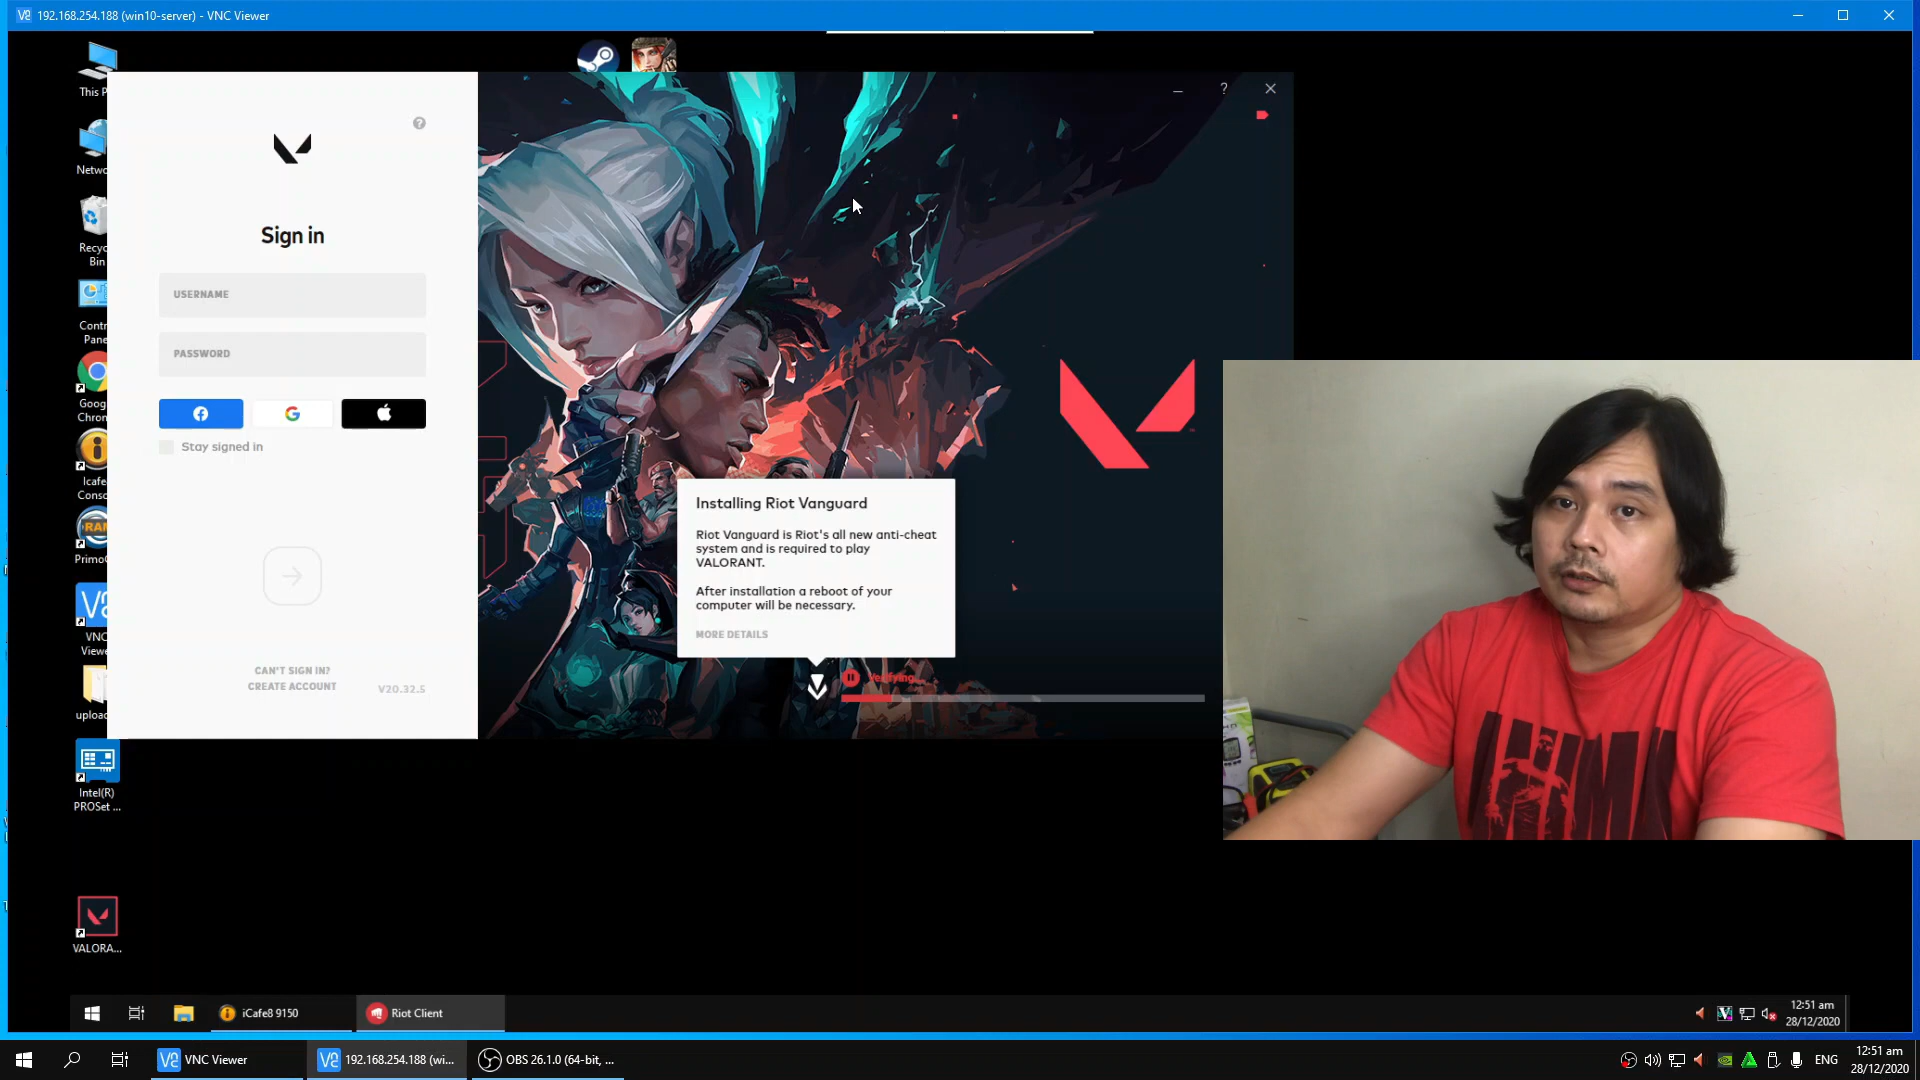 192.168.254.188 (win10-server) - VNC Viewer
This P
Netwo
Recyc
Bin
Contr
Pane
Goog
Chron
Icafe
Conso
PrimoC
VNC
Viewe
upload
Intel(R)
PROSet ...
VALORA...
Sign in
USERNAME
PASSWORD
Stay signed in
CAN'T SIGN IN?
CREATE ACCOUNT
V20.32.5
Installing Riot Vanguard
Riot Vanguard is Riot's all new anti-cheat
system and is required to play
VALORANT.
After installation a reboot of your
computer will be necessary.
MORE DETAILS
Verifying...
iCafe8 9150
Riot Client
12:51 am
28/12/2020
VNC Viewer
192.168.254.188 (wi...
OBS 26.1.0 (64-bit, ...
ENG
12:51 am
28/12/2020